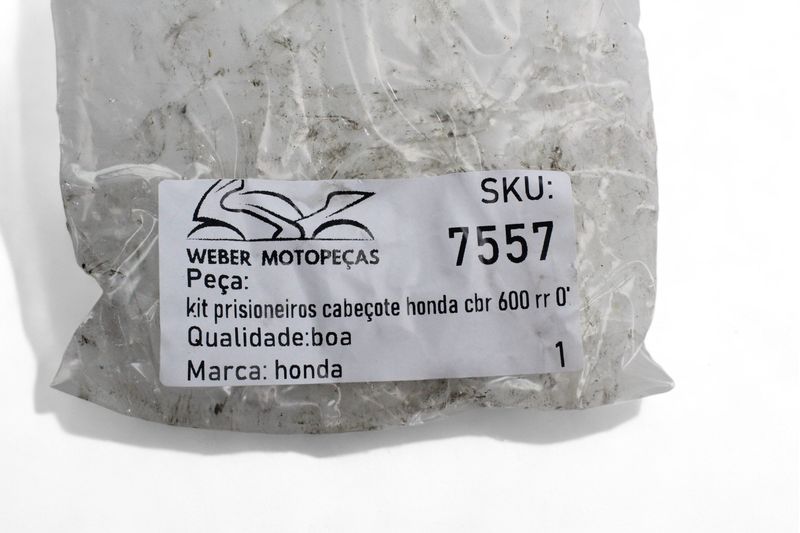 SKU:
7557
WEBER MOTOPEÇAS
Peça:
kit prisioneiros cabeçote honda cbr 600 rr 0'
Qualidade:boa
Marca: honda
1